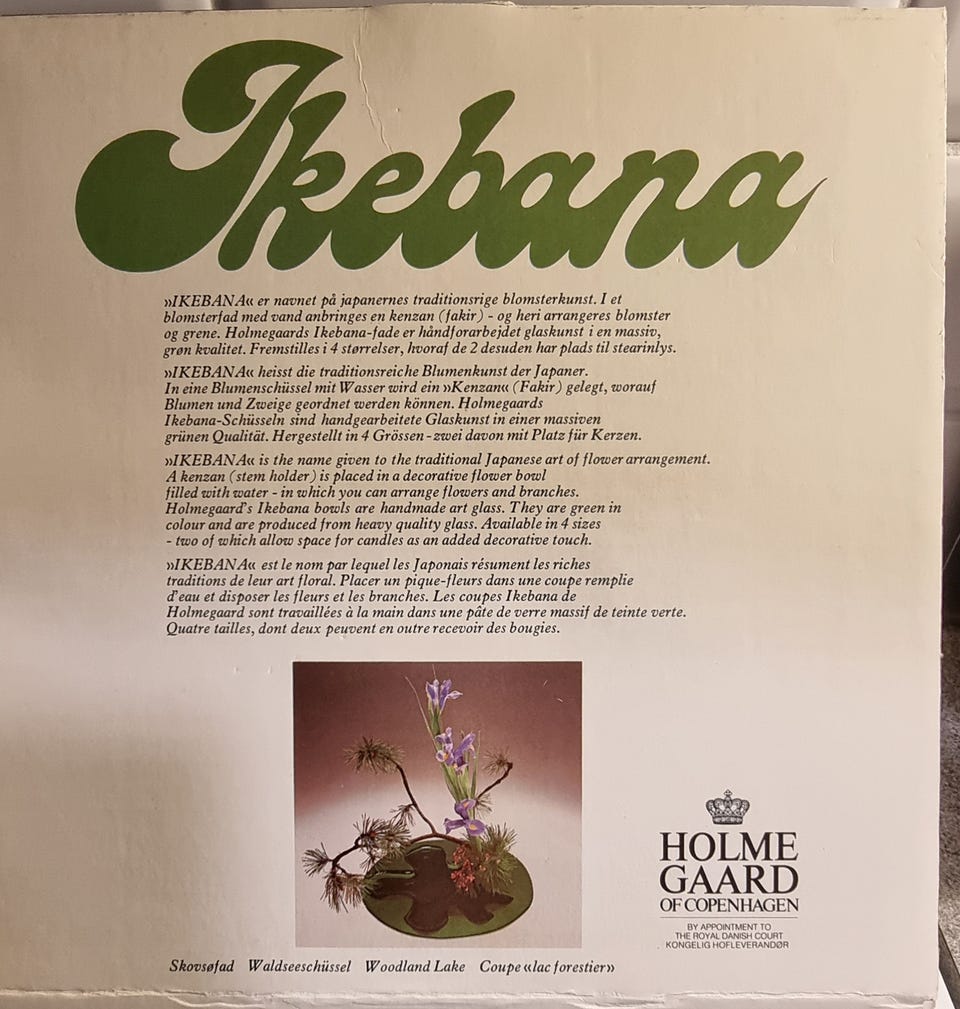 Ikebana
»IKEBANA« er navnet på japanernes traditionsrige blomsterkunst. I et
blomsterfad med vand anbringes en kenzan (fakir) - og heri arrangeres blomster
og grene. Holmegaards Ikebana-fade er håndforarbejdet glaskunst i en massiv,
grøn kvalitet. Fremstilles i 4 størrelser, hvoraf de 2 desuden har plads til stearinlys.
»IKEBANA« heisst die traditionsreiche Blumenkunst der Japaner.
In eine Blumenschüssel mit Wasser wird ein »Kenzan« (Fakir) gelegt, worauf
Blumen und Zweige geordnet werden können. Holmegaards
Ikebana-Schüsseln sind handgearbeitete Glaskunst in einer massiven
grünen Qualität. Hergestellt in 4 Grössen - zwei davon mit Platz für Kerzen.
»IKEBANA« is the name given to the traditional Japanese art of flower arrangement.
A kenzan (stem holder) is placed in a decorative flower bowl
filled with water - in which you can arrange flowers and branches.
Holmegaard's Ikebana bowls are handmade art glass. They are green in
colour and are produced from heavy quality glass. Available in 4 sizes
- two of which allow space for candles as an added decorative touch.
»IKEBANA« est le nom par lequel les Japonais résument les riches
traditions de leur art floral. Placer un pique-fleurs dans une coupe remplie
d'eau et disposer les fleurs et les branches. Les coupes Ikebana de
Holmegaard sont travaillées à la main dans une pâte de verre massif de teinte verte.
Quatre tailles, dont deux peuvent en outre recevoir des bougies.
HOLME
GAARD
OF COPENHAGEN
BY APPOINTMENT TO
THE ROYAL DANISH COURT
KONGELIG HOFLEVERANDØR
Skovsøfad Waldseeschüssel Woodland Lake Coupe «lac forestier»